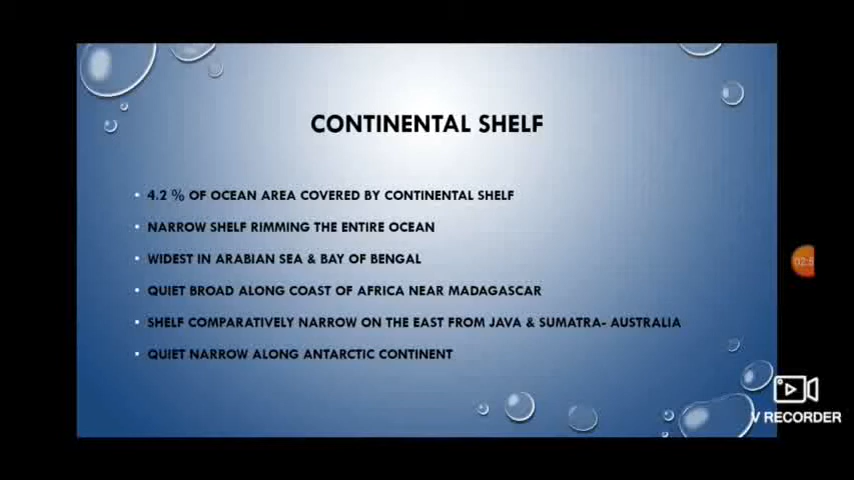 CONTINENTAL SHELF
• 4.2 % OF OCEAN AREA COVERED BY CONTINENTAL SHELF
• NARROW SHELF RIMMING THE ENTIRE OCEAN
• WIDEST IN ARABIAN SEA & BAY OF BENGAL
• QUIET BROAD ALONG COAST OF AFRICA NEAR MADAGASCAR
• SHELF COMPARATIVELY NARROW ON THE EAST FROM JAVA & SUMATRA- AUSTRALIA
• QUIET NARROW ALONG ANTARCTIC CONTINENT
V RECORDER